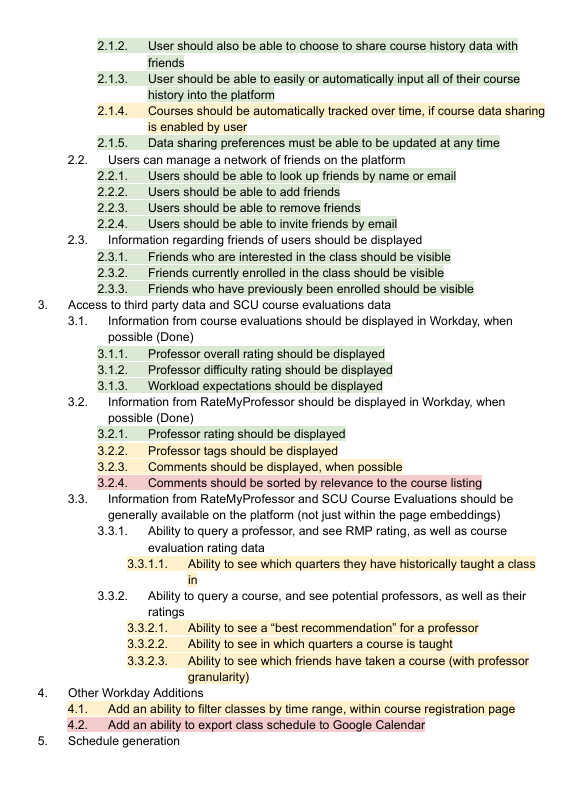 2.1.2. User should also be able to choose to share course history data with
friends
2.1.3. User should be able to easily or automatically input all of their course
history into the platform
2.1.4. Courses should be automatically tracked over time, if course data sharing
is enabled by user
2.1.5. Data sharing preferences must be able to be updated at any time
2.2. Users can manage a network of friends on the platform
2.2.1. Users should be able to look up friends by name or email
2.2.2. Users should be able to add friends
2.2.3. Users should be able to remove friends
2.2.4. Users should be able to invite friends by email
2.3. Information regarding friends of users should be displayed
2.3.1. Friends who are interested in the class should be visible
2.3.2. Friends currently enrolled in the class should be visible
2.3.3. Friends who have previously been enrolled should be visible
3. Access to third party data and SCU course evaluations data
3.1. Information from course evaluations should be displayed in Workday, when
possible (Done)
3.1.1. Professor overall rating should be displayed
3.1.2. Professor difficulty rating should be displayed
3.1.3. Workload expectations should be displayed
3.2. Information from RateMyProfessor should be displayed in Workday, when
possible (Done)
3.2.1. Professor rating should be displayed
3.2.2. Professor tags should be displayed
3.2.3. Comments should be displayed, when possible
3.2.4. Comments should be sorted by relevance to the course listing
3.3. Information from RateMyProfessor and SCU Course Evaluations should be
generally available on the platform (not just within the page embeddings)
3.3.1. Ability to query a professor, and see RMP rating, as well as course
evaluation rating data
3.3.1.1. Ability to see which quarters they have historically taught a class
in
3.3.2. Ability to query a course, and see potential professors, as well as their
ratings
3.3.2.1. Ability to see a “best recommendation” for a professor
3.3.2.2. Ability to see in which quarters a course is taught
3.3.2.3. Ability to see which friends have taken a course (with professor
granularity)
4. Other Workday Additions
4.1. Add an ability to filter classes by time range, within course registration page
4.2. Add an ability to export class schedule to Google Calendar
5. Schedule generation